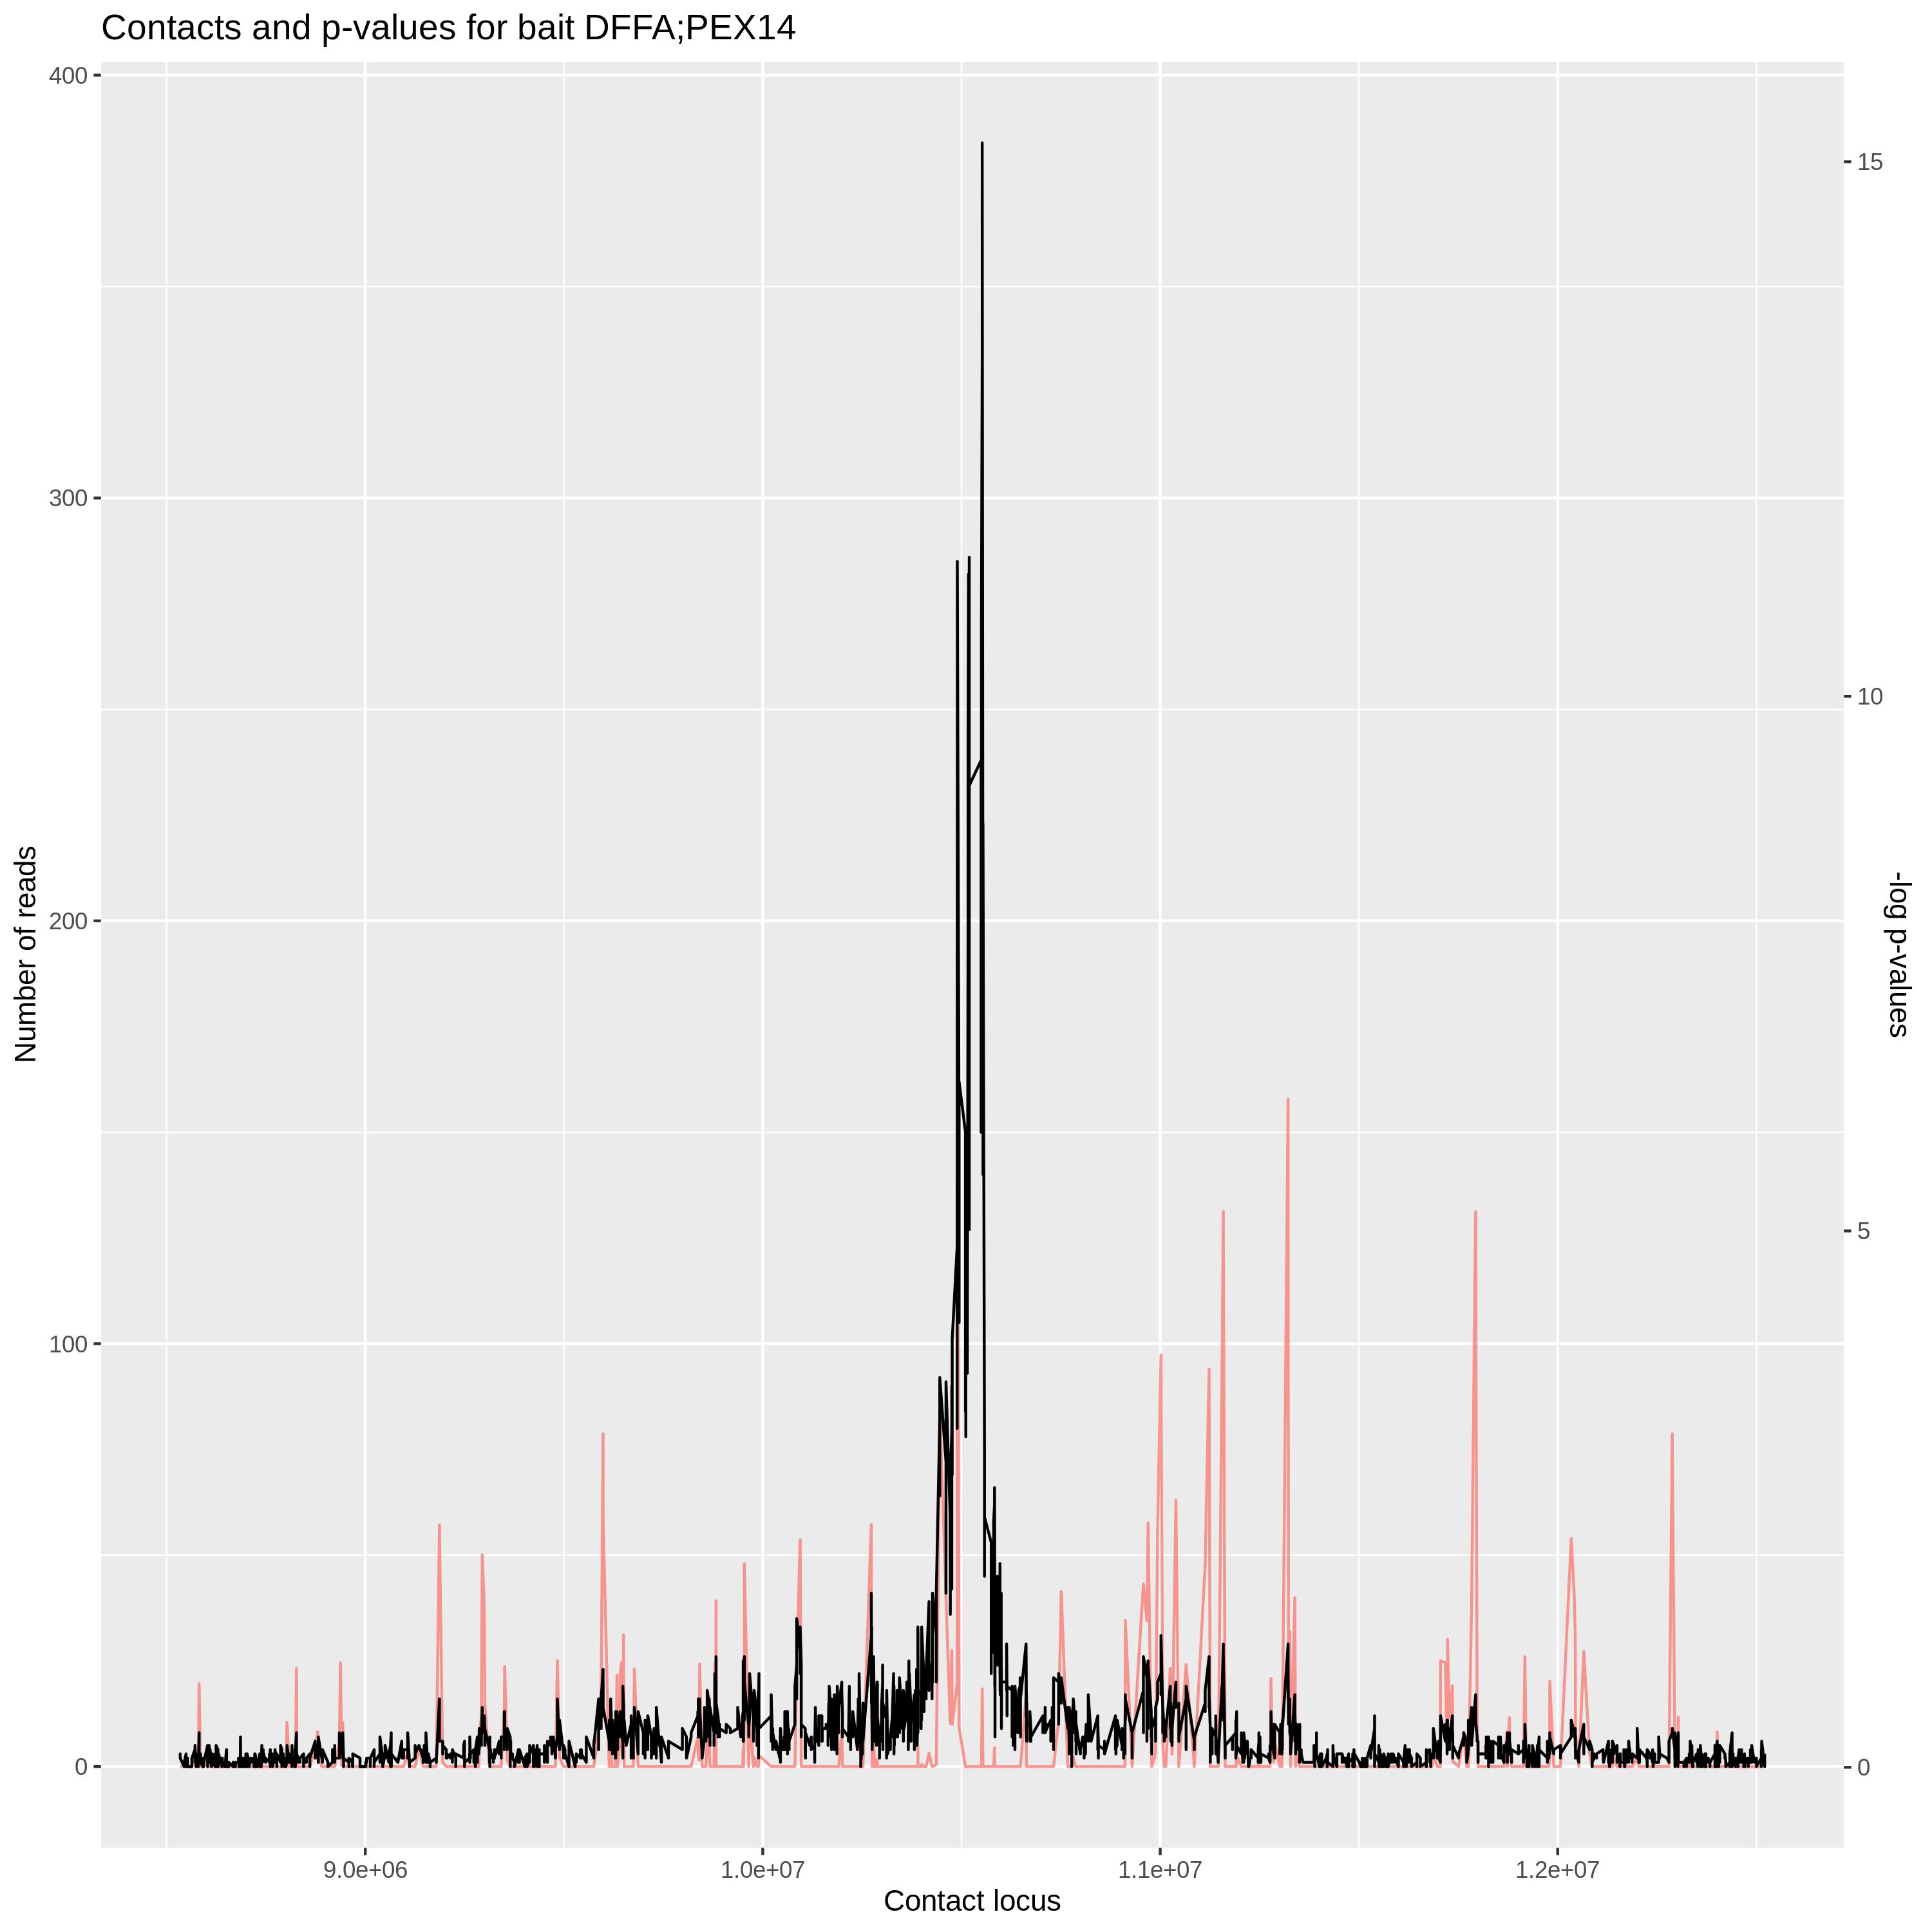 Contacts and p-values for bait DFFA;PEX14
400
300
200
100
0
Number of reads
15
10
5
0
-log p-values
9.0e+06 1.0e+07 1.1e+07 1.2e+07
Contact locus